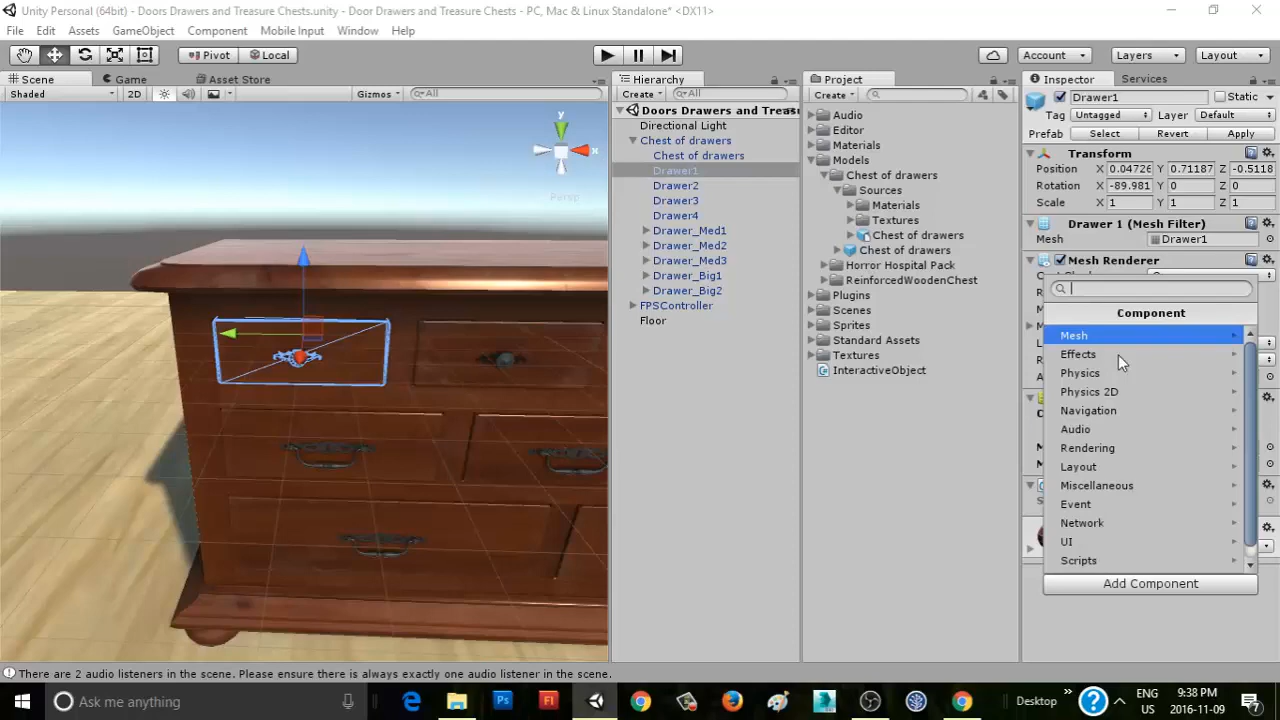 Unity Personal (64bit) - Doors Drawers and Treasure Chests.unity - Door Drawers and Treasure Chests - PC, Mac & Linux Standalone* <DX11>
File Edit Assets GameObject Component Mobile Input Window Help
Pivot Local Account Layers Layout
Scene Game Asset Store
Shaded 2D Gizmos All
Hierarchy
Create All
Doors Drawers and Treasu
Directional Light
Chest of drawers
Chest of drawers
Drawer1
Drawer2
Drawer3
Drawer4
Drawer_Med1
Drawer_Med2
Drawer_Med3
Drawer_Big1
Drawer_Big2
FPSController
Floor
Project
Create
Audio
Editor
Materials
Models
Chest of drawers
Sources
Materials
Textures
Chest of drawers
Chest of drawers
Horror Hospital Pack
ReinforcedWoodenChest
Plugins
Scenes
Sprites
Standard Assets
Textures
InteractiveObject
Inspector Services
Drawer1 Static
Tag Untagged Layer Default
Prefab Select Revert Apply
Transform
Position X 0.04726 Y 0.71187 Z -0.5118
Rotation X -89.981 Y 0 Z 0
Scale X 1 Y 1 Z 1
Drawer 1 (Mesh Filter)
Mesh Drawer1
Mesh Renderer
Component
Mesh
Effects
Physics
Physics 2D
Navigation
Audio
Rendering
Layout
Miscellaneous
Event
Network
UI
Scripts
Add Component
y
x
Persp
There are 2 audio listeners in the scene. Please ensure there is always exactly one audio listener in the scene.
Ask me anything
Desktop
ENG
US
9:38 PM
2016-11-09
7